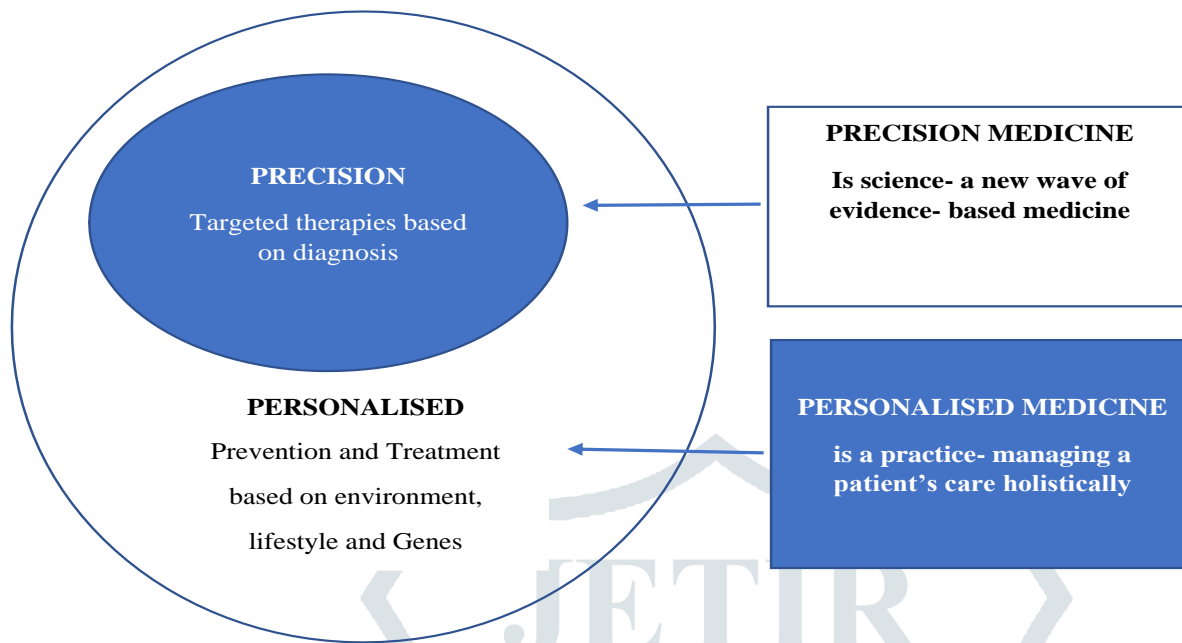 PRECISION
Targeted therapies based
on diagnosis
PERSONALISED
Prevention and Treatment
based on environment,
lifestyle and Genes
PRECISION MEDICINE
Is science- a new wave of
evidence- based medicine
PERSONALISED MEDICINE
is a practice- managing a
patient’s care holistically
JETIR